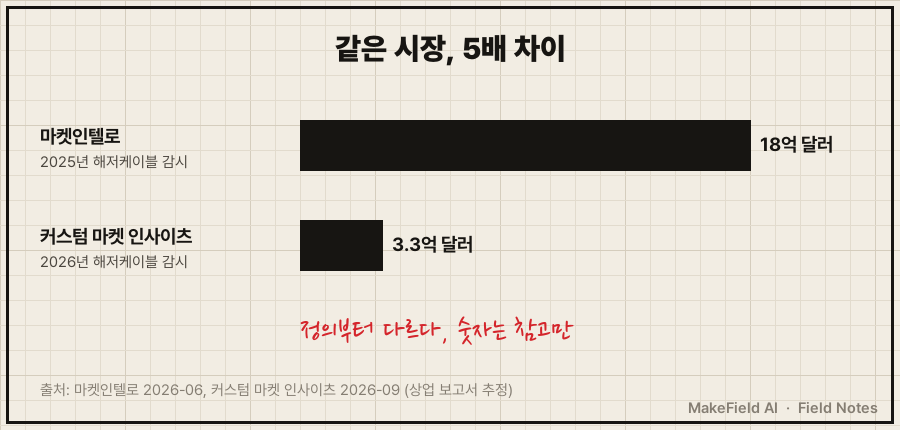 같은 시장, 5배 차이
마켓인텔로
2025년 해저케이블 감시
18억 달러
커스텀 마켓 인사이츠
2026년 해저케이블 감시
3.3억 달러
정의부터 다르다, 숫자는 참고만
출처: 마켓인텔로 2026-06, 커스텀 마켓 인사이츠 2026-09 (상업 보고서 추정)
MakeField AI · Field Notes